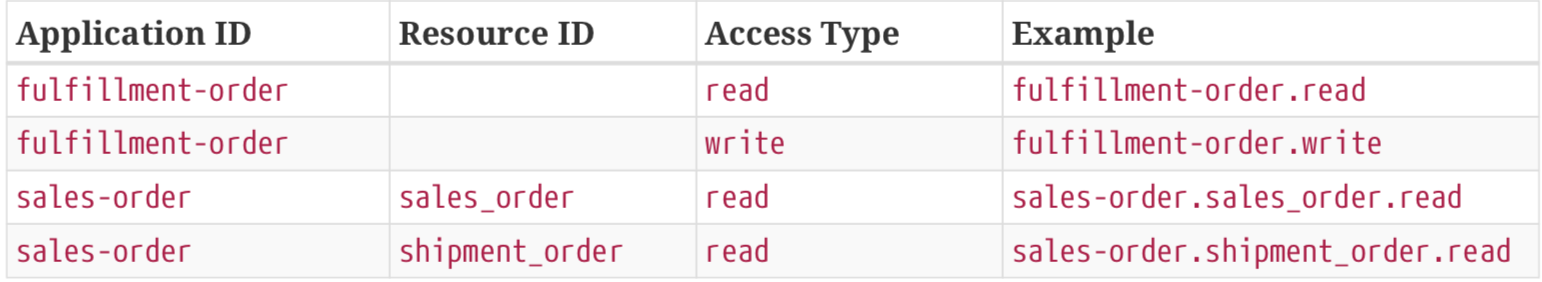 Application ID Resource ID Access Type Example
fulfillment-order read fulfillment-order.read
fulfillment-order write fulfillment-order.write
sales-order sales_order read sales-order.sales_order.read
sales-order shipment_order read sales-order.shipment_order.read